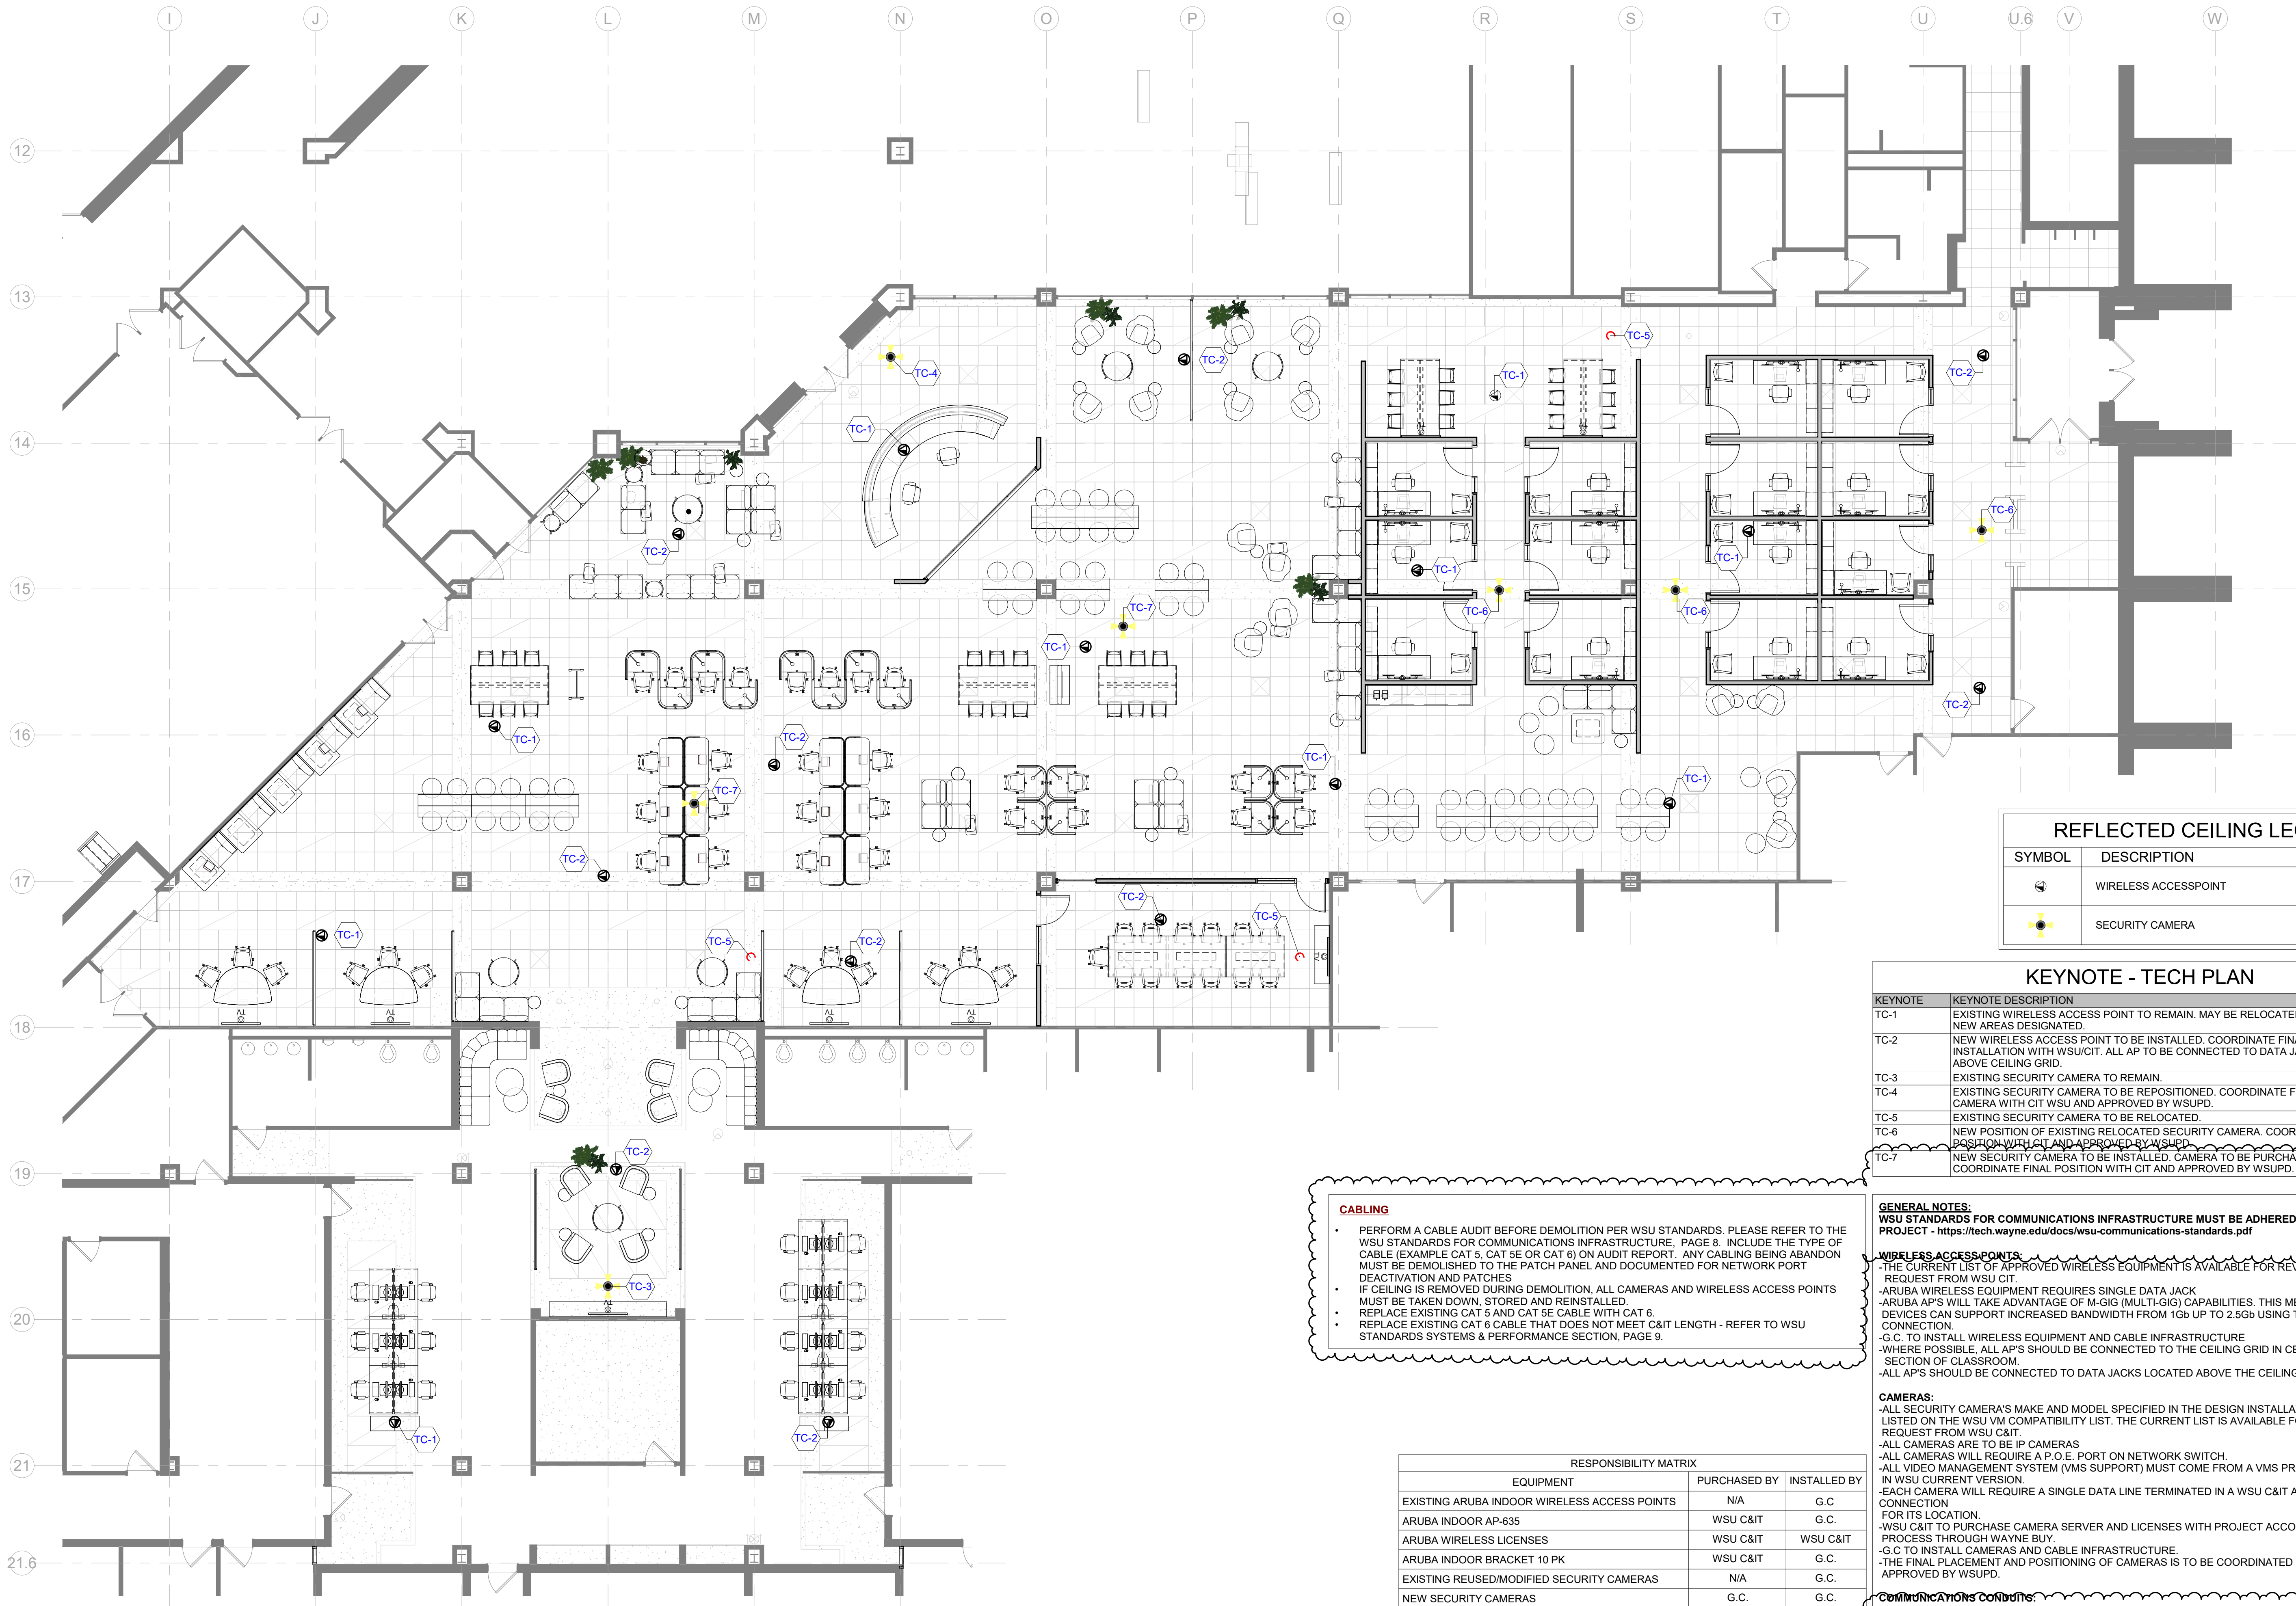 I
J
K
L
M
N
O
P
Q
R
S
T
U
U.6
V
W
12
13
14
15
16
17
18
19
20
21
21.6
TC-5
TC-2
TC-4
TC-1
TC-2
TC-1
TC-6
TC-2
TC-1
TC-1
TC-7
TC-6
TC-6
TC-1
TC-2
TC-1
TC-2
TC-1
TC-1
TC-7
TC-2
TC-2
TC-5
TC-1
TC-5
TC-2
TV
TV
TV
TV
TV
TC-2
TC-3
TV
TC-1
TC-2
REFLECTED CEILING
SYMBOL DESCRIPTION
WIRELESS ACCESSPOINT
SECURITY CAMERA
KEYNOTE - TECH PLAN
KEYNOTE KEYNOTE DESCRIPTION
TC-1 EXISTING WIRELESS ACCESS POINT TO REMAIN. MAY BE RELOCATE
NEW AREAS DESIGNATED.
TC-2 NEW WIRELESS ACCESS POINT TO BE INSTALLED. COORDINATE FIN
INSTALLATION WITH WSU/CIT. ALL AP TO BE CONNECTED TO DATA J
ABOVE CEILING GRID.
TC-3 EXISTING SECURITY CAMERA TO REMAIN.
TC-4 EXISTING SECURITY CAMERA TO BE REPOSITIONED. COORDINATE F
CAMERA WITH CIT WSU AND APPROVED BY WSUPD.
TC-5 EXISTING SECURITY CAMERA TO BE RELOCATED.
TC-6 NEW POSITION OF EXISTING RELOCATED SECURITY CAMERA. COOR
POSITION WITH CIT AND APPROVED BY WSUPD.
TC-7 NEW SECURITY CAMERA TO BE INSTALLED. CAMERA TO BE PURCHA
COORDINATE FINAL POSITION WITH CIT AND APPROVED BY WSUPD.
CABLING
• PERFORM A CABLE AUDIT BEFORE DEMOLITION PER WSU STANDARDS. PLEASE REFER TO THE
WSU STANDARDS FOR COMMUNICATIONS INFRASTRUCTURE, PAGE 8. INCLUDE THE TYPE OF
CABLE (EXAMPLE CAT 5, CAT 5E OR CAT 6) ON AUDIT REPORT. ANY CABLING BEING ABANDON
MUST BE DEMOLISHED TO THE PATCH PANEL AND DOCUMENTED FOR NETWORK PORT
DEACTIVATION AND PATCHES
• IF CEILING IS REMOVED DURING DEMOLITION, ALL CAMERAS AND WIRELESS ACCESS POINTS
MUST BE TAKEN DOWN, STORED AND REINSTALLED.
• REPLACE EXISTING CAT 5 AND CAT 5E CABLE WITH CAT 6.
• REPLACE EXISTING CAT 6 CABLE THAT DOES NOT MEET C&IT LENGTH - REFER TO WSU
STANDARDS SYSTEMS & PERFORMANCE SECTION, PAGE 9.
GENERAL NOTES:
WSU STANDARDS FOR COMMUNICATIONS INFRASTRUCTURE MUST BE ADHERED
PROJECT - https://tech.wayne.edu/docs/wsu-communications-standards.pdf
WIRELESS ACCESS POINTS:
-THE CURRENT LIST OF APPROVED WIRELESS EQUIPMENT IS AVAILABLE FOR REV
REQUEST FROM WSU CIT.
-ARUBA WIRELESS EQUIPMENT REQUIRES SINGLE DATA JACK
-ARUBA AP'S WILL TAKE ADVANTAGE OF M-GIG (MULTI-GIG) CAPABILITIES. THIS ME
DEVICES CAN SUPPORT INCREASED BANDWIDTH FROM 1Gb UP TO 2.5Gb USING T
CONNECTION.
-G.C. TO INSTALL WIRELESS EQUIPMENT AND CABLE INFRASTRUCTURE
-WHERE POSSIBLE, ALL AP'S SHOULD BE CONNECTED TO THE CEILING GRID IN CE
SECTION OF CLASSROOM.
-ALL AP'S SHOULD BE CONNECTED TO DATA JACKS LOCATED ABOVE THE CEILING
CAMERAS:
-ALL SECURITY CAMERA'S MAKE AND MODEL SPECIFIED IN THE DESIGN INSTALLA
LISTED ON THE WSU VM COMPATIBILITY LIST. THE CURRENT LIST IS AVAILABLE F
REQUEST FROM WSU C&IT.
-ALL CAMERAS ARE TO BE IP CAMERAS
-ALL CAMERAS WILL REQUIRE A P.O.E. PORT ON NETWORK SWITCH.
-ALL VIDEO MANAGEMENT SYSTEM (VMS SUPPORT) MUST COME FROM A VMS PR
IN WSU CURRENT VERSION.
-EACH CAMERA WILL REQUIRE A SINGLE DATA LINE TERMINATED IN A WSU C&IT A
CONNECTION
FOR ITS LOCATION.
-WSU C&IT TO PURCHASE CAMERA SERVER AND LICENSES WITH PROJECT ACCO
PROCESS THROUGH WAYNE BUY.
-G.C TO INSTALL CAMERAS AND CABLE INFRASTRUCTURE.
-THE FINAL PLACEMENT AND POSITIONING OF CAMERAS IS TO BE COORDINATED
APPROVED BY WSUPD.
COMMUNICATIONS CONDUITS:
RESPONSIBILITY MATRIX
EQUIPMENT PURCHASED BY INSTALLED BY
EXISTING ARUBA INDOOR WIRELESS ACCESS POINTS N/A G.C
ARUBA INDOOR AP-635 WSU C&IT G.C.
ARUBA WIRELESS LICENSES WSU C&IT WSU C&IT
ARUBA INDOOR BRACKET 10 PK WSU C&IT G.C.
EXISTING REUSED/MODIFIED SECURITY CAMERAS N/A G.C.
NEW SECURITY CAMERAS G.C. G.C.